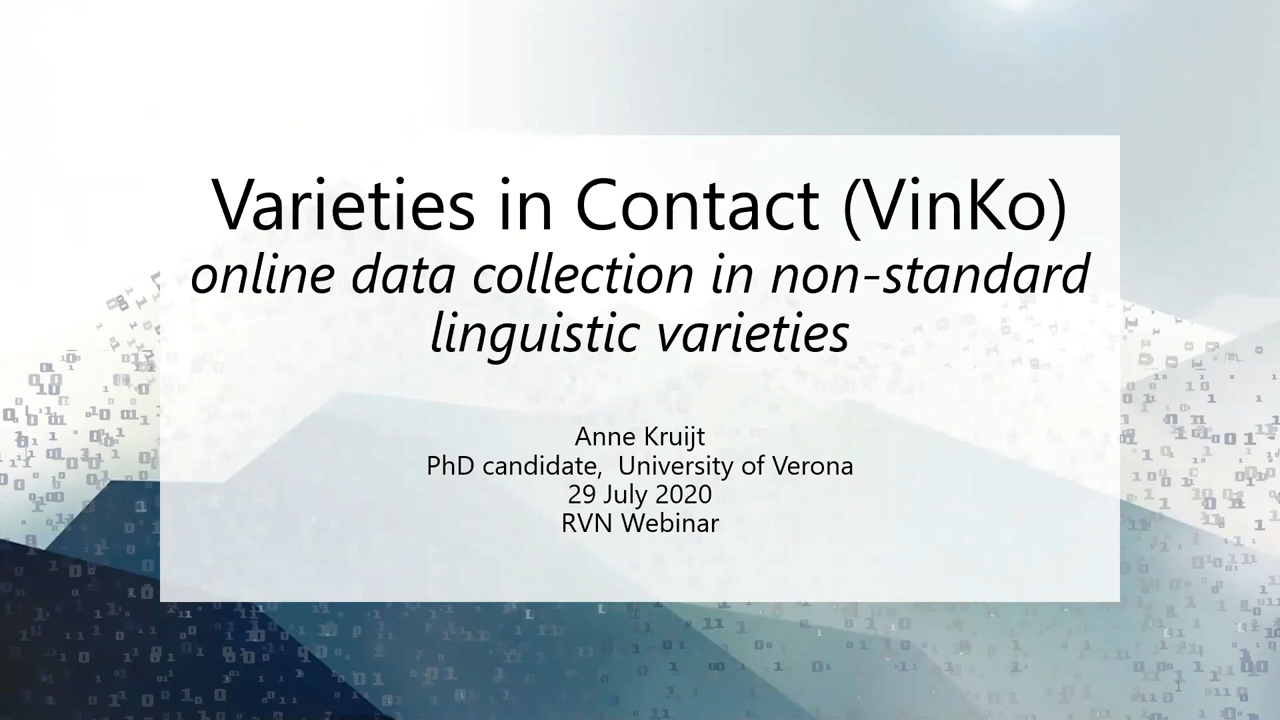 Varieties in Contact (VinKo)
online data collection in non-standard
linguistic varieties
Anne Kruijt
PhD candidate,  University of Verona
29 July 2020
RVN Webinar